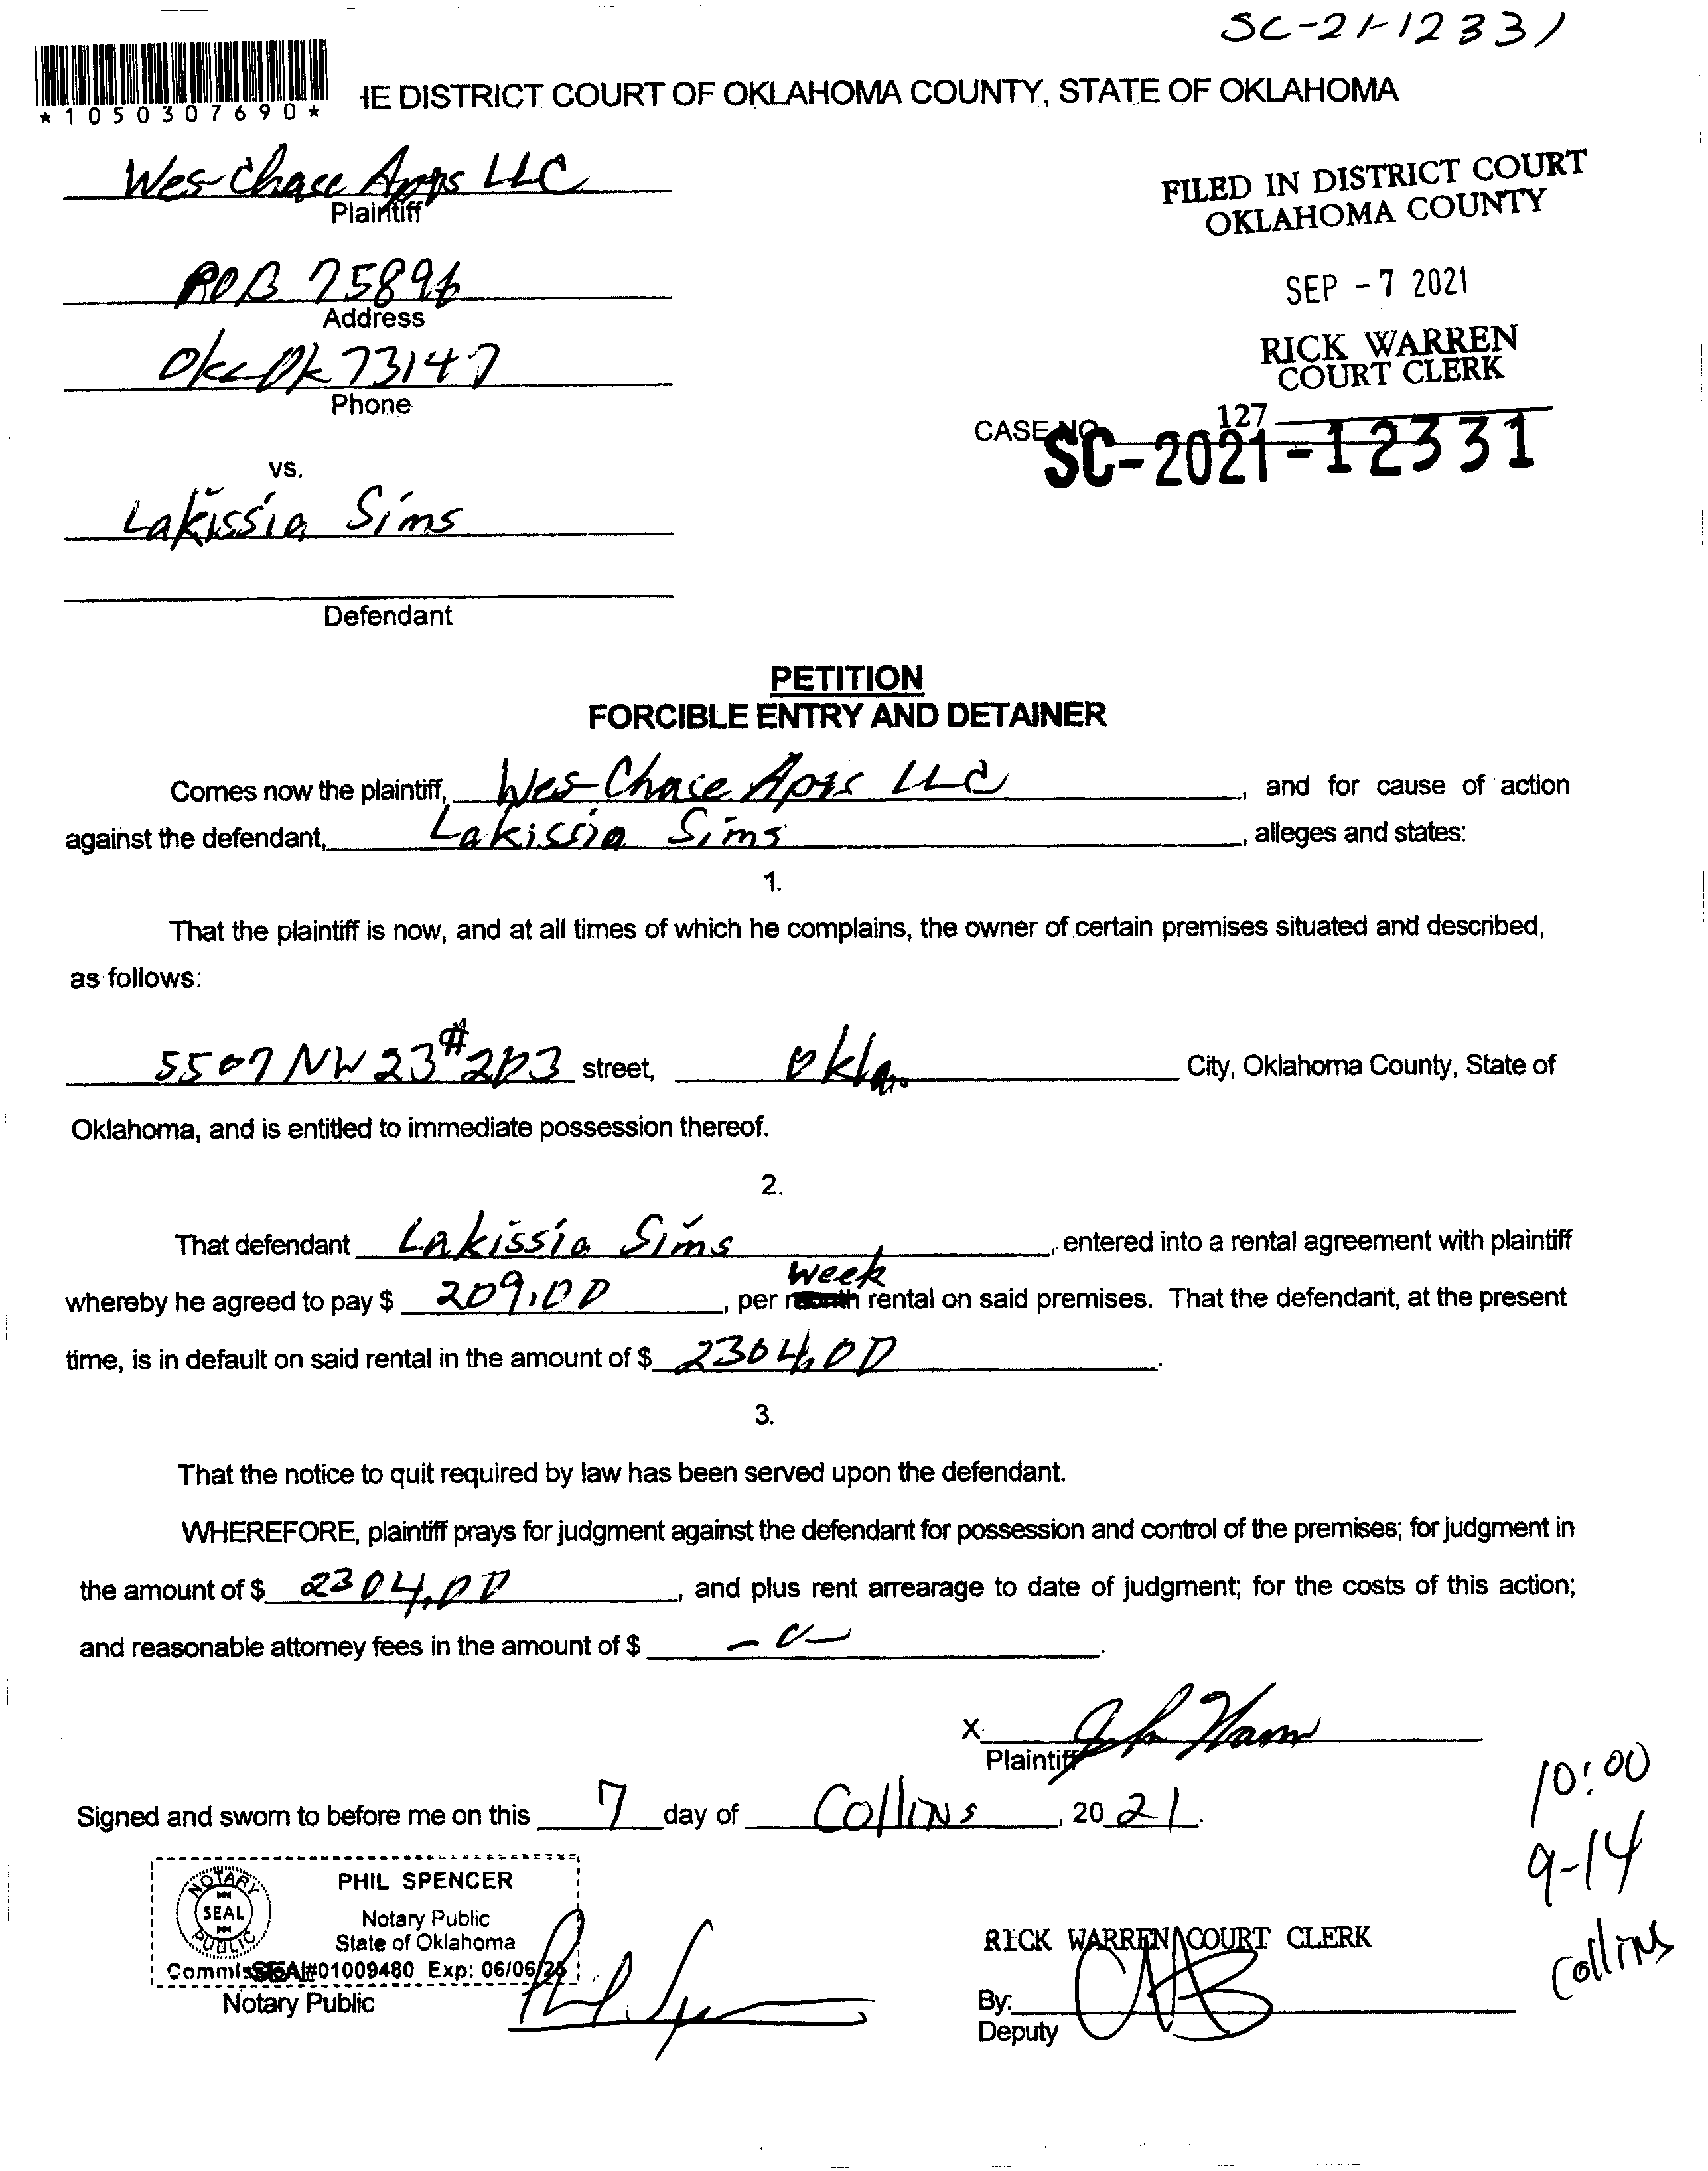 SC-21-12331
*1050307690*
HE DISTRICT COURT OF OKLAHOMA COUNTY, STATE OF OKLAHOMA
Wes-Chase Apts LLC
Plaintiff
FILED IN DISTRICT COURT
OKLAHOMA COUNTY
POB 75896
Address
SEP -7 2021
Okc Ok 73147
Phone
RICK WARREN
COURT CLERK
127
CASE NO.
SC-2021-12331
vs.
Lakissia Sims
Defendant
PETITION
FORCIBLE ENTRY AND DETAINER
Comes now the plaintiff, Wes-Chase Apts LLC, and for cause of action
against the defendant, Lakissia Sims, alleges and states:
1.
That the plaintiff is now, and at all times of which he complains, the owner of certain premises situated and described,
as follows:
5507 NW 23 #203 street, Okla. City, Oklahoma County, State of
Oklahoma, and is entitled to immediate possession thereof.
2.
That defendant Lakissia Sims, entered into a rental agreement with plaintiff
week
whereby he agreed to pay $ 209.00, per month rental on said premises. That the defendant, at the present
time, is in default on said rental in the amount of $ 2304.00.
3.
That the notice to quit required by law has been served upon the defendant.
WHEREFORE, plaintiff prays for judgment against the defendant for possession and control of the premises; for judgment in
the amount of $ 2304.00, and plus rent arrearage to date of judgment; for the costs of this action;
and reasonable attorney fees in the amount of $ -0-.
X
Plaintiff
Signed and sworn to before me on this 7 day of Collins, 2021.
10:00
9-14
Collins
NOTARY PUBLIC
SEAL
PHIL SPENCER
Notary Public
State of Oklahoma
Commis SEAL #01009480 Exp: 06/06/25
Notary Public
RICK WARREN COURT CLERK
By:
Deputy